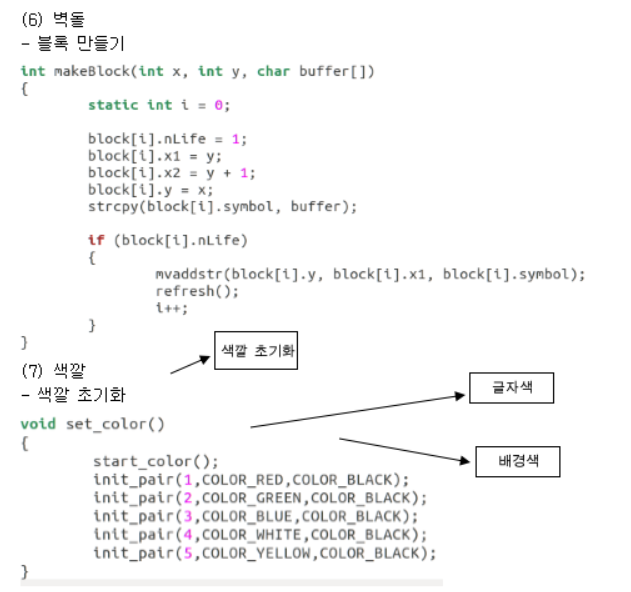 (6) 벽돌
- 블록 만들기
int makeBlock(int x, int y, char buffer[])
{
static int i = 0;
block[i].nLife = 1;
block[i].x1 = y;
block[i].x2 = y + 1;
block[i].y = x;
strcpy(block[i].symbol, buffer);
if (block[i].nLife)
{
mvaddstr(block[i].y, block[i].x1, block[i].symbol);
refresh();
i++;
}
}
색깔 초기화
(7) 색깔
- 색깔 초기화
글자색
void set_color()
{
배경색
start_color();
init_pair(1,COLOR_RED,COLOR_BLACK);
init_pair(2,COLOR_GREEN,COLOR_BLACK);
init_pair(3,COLOR_BLUE,COLOR_BLACK);
init_pair(4,COLOR_WHITE,COLOR_BLACK);
init_pair(5,COLOR_YELLOW,COLOR_BLACK);
}